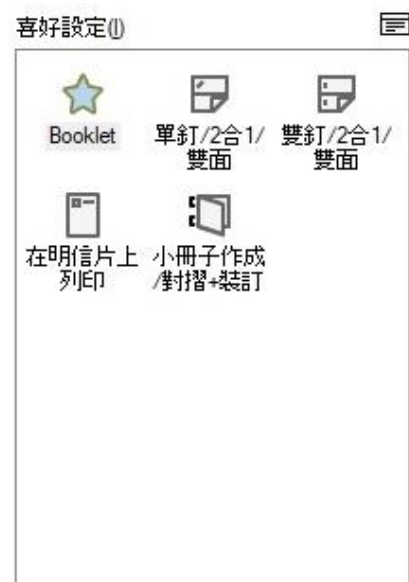 喜好設定(I)
Booklet
單釘/2合1/
雙面
雙釘/2合1/
雙面
在明信片上
列印
小冊子作成
/對摺+裝訂